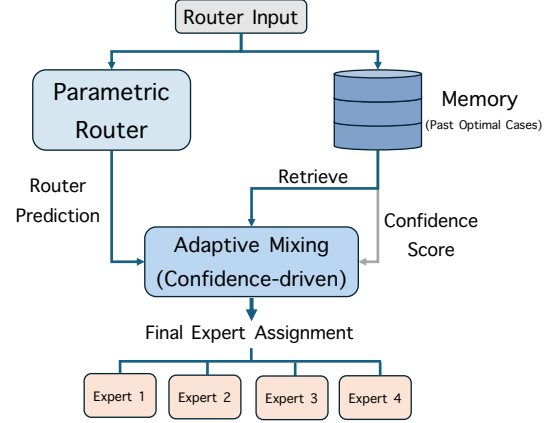 Router Input
Parametric
Router
Memory
(Past Optimal Cases)
Router
Prediction
Retrieve
Confidence
Score
Adaptive Mixing
(Confidence-driven)
Final Expert Assignment
Expert 1
Expert 2
Expert 3
Expert 4